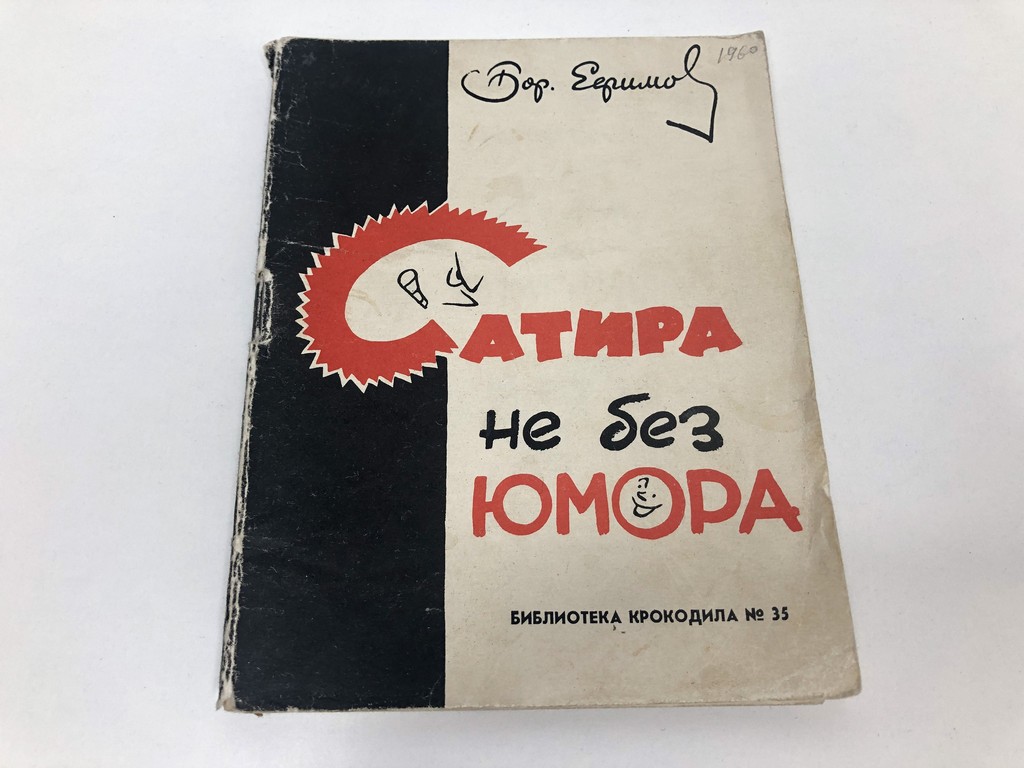 Бор. Ефимов 1960
САТИРА
не без
ЮМОРА
БИБЛИОТЕКА КРОКОДИЛА № 35